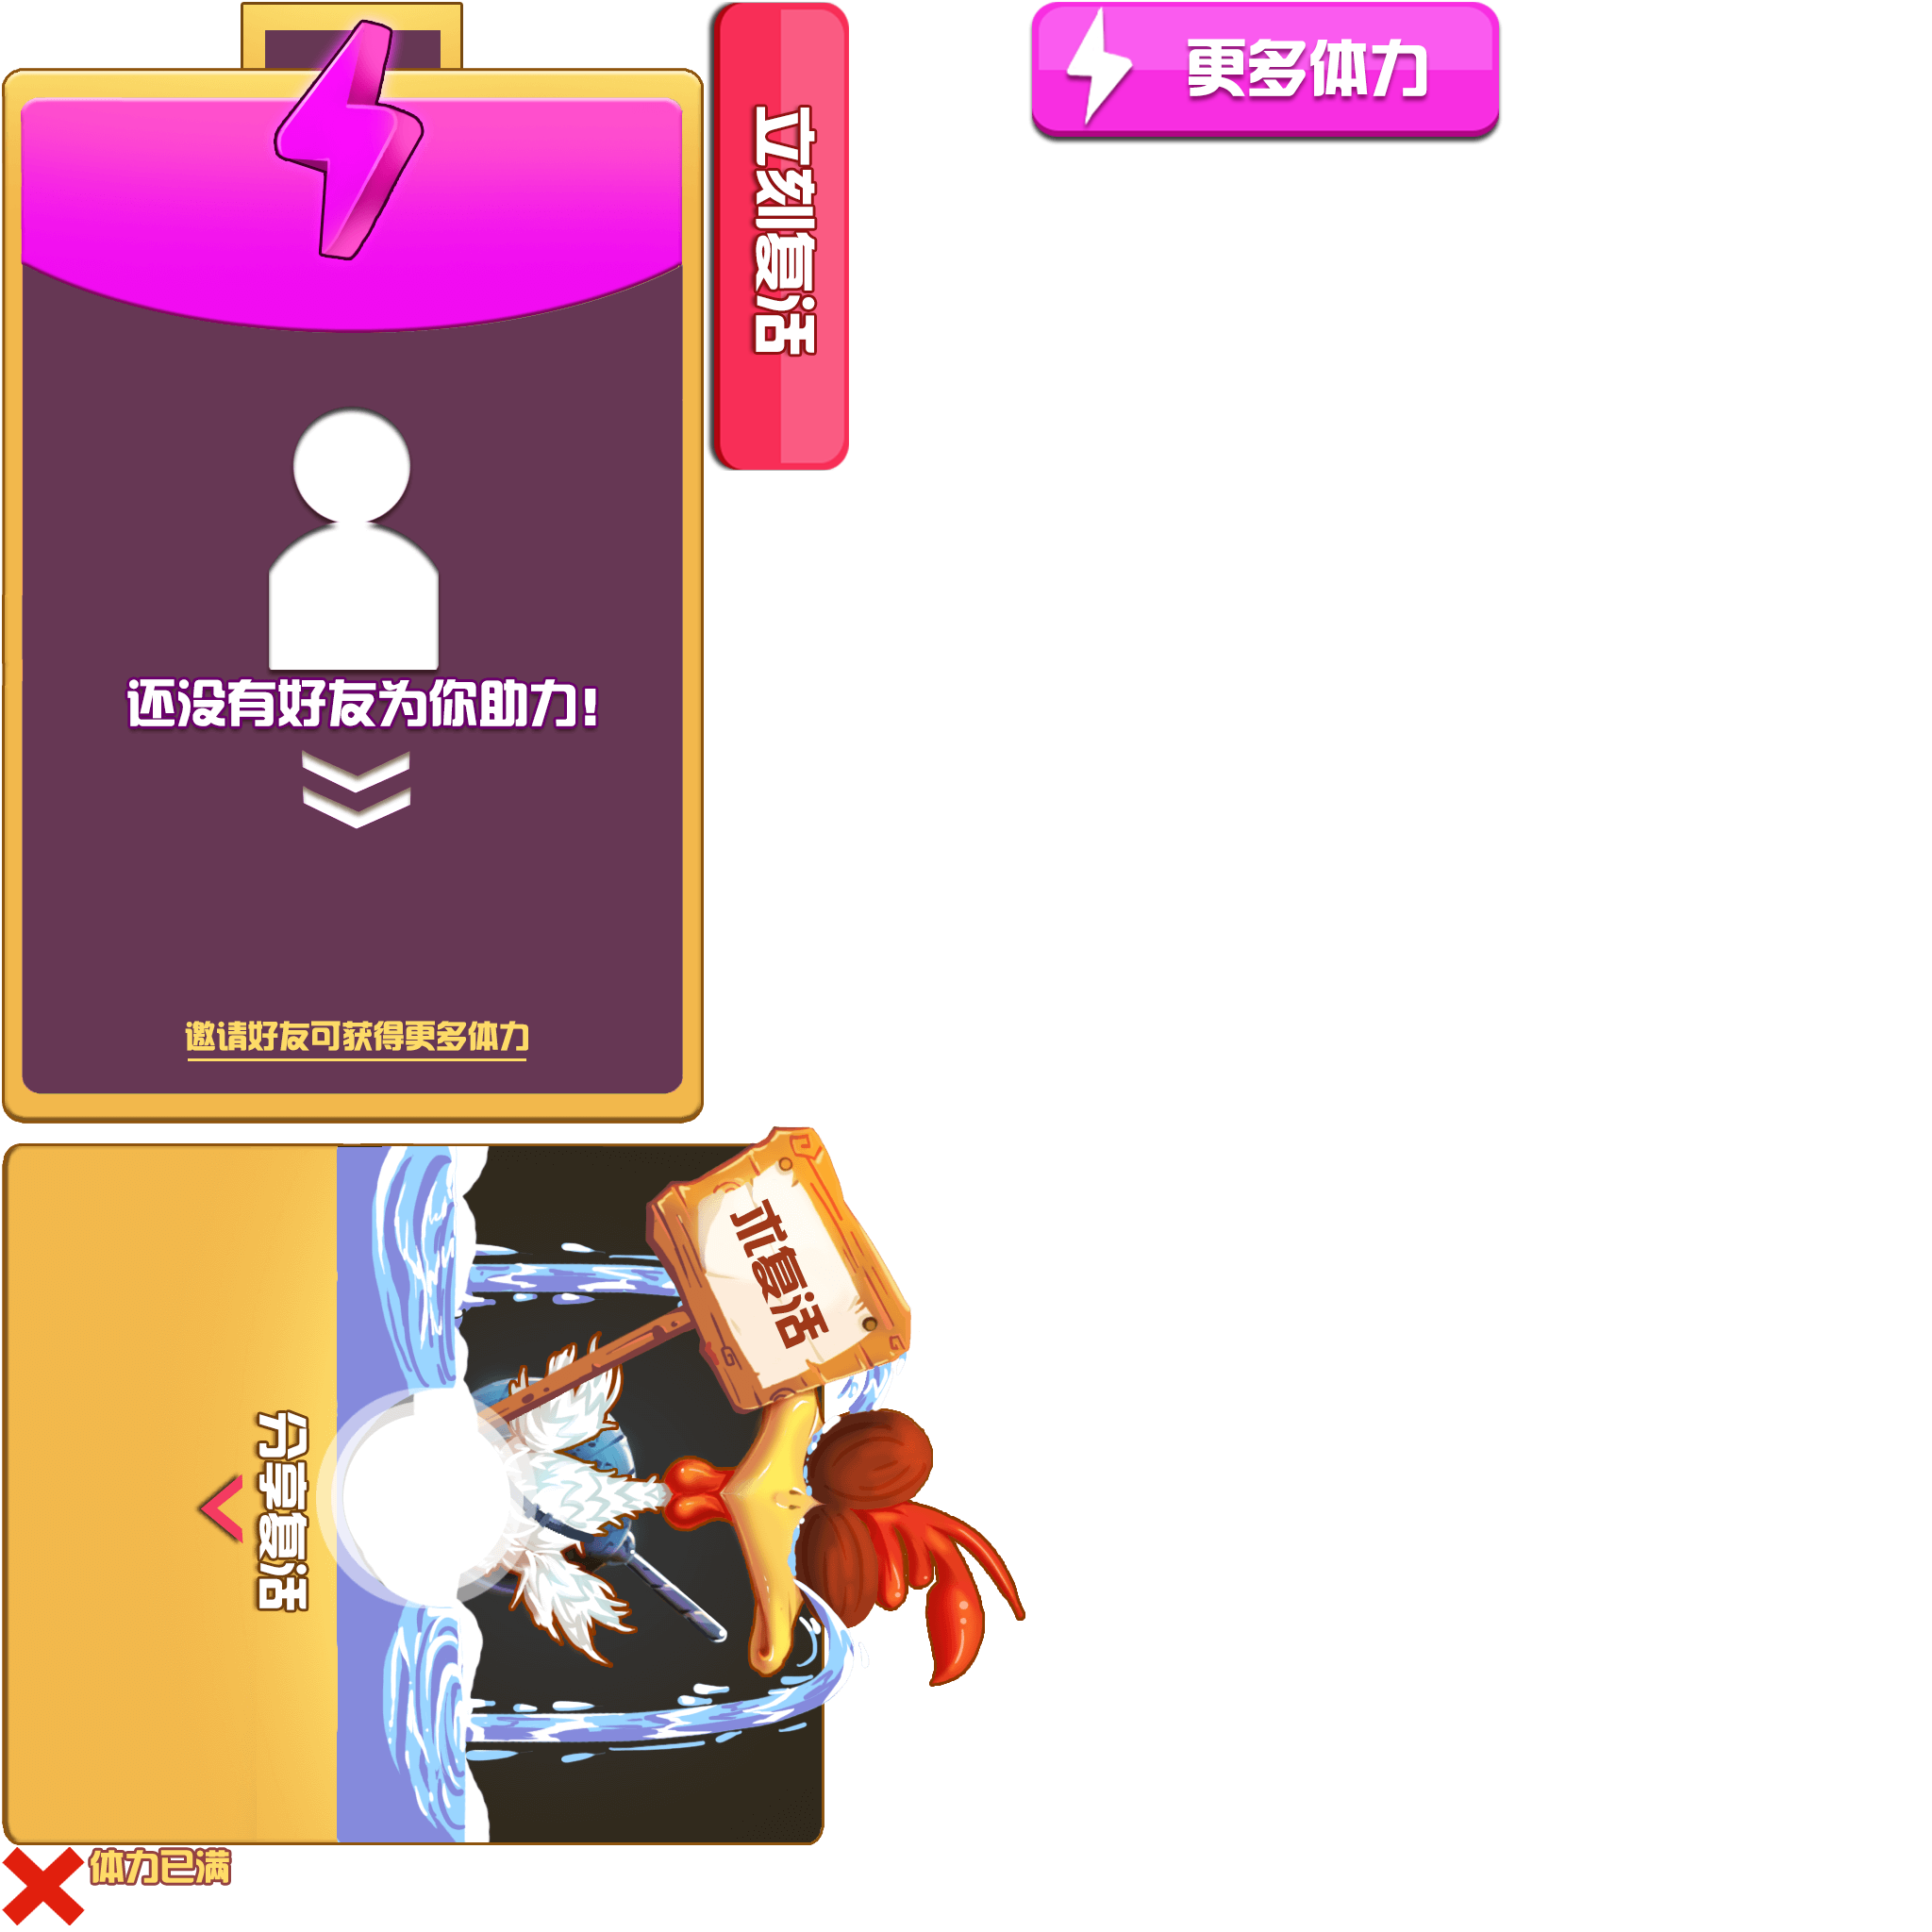 更多体力
立刻复活
还没有好友为你助力!
邀请好友可获得更多体力
复活
分享复活
体力已满